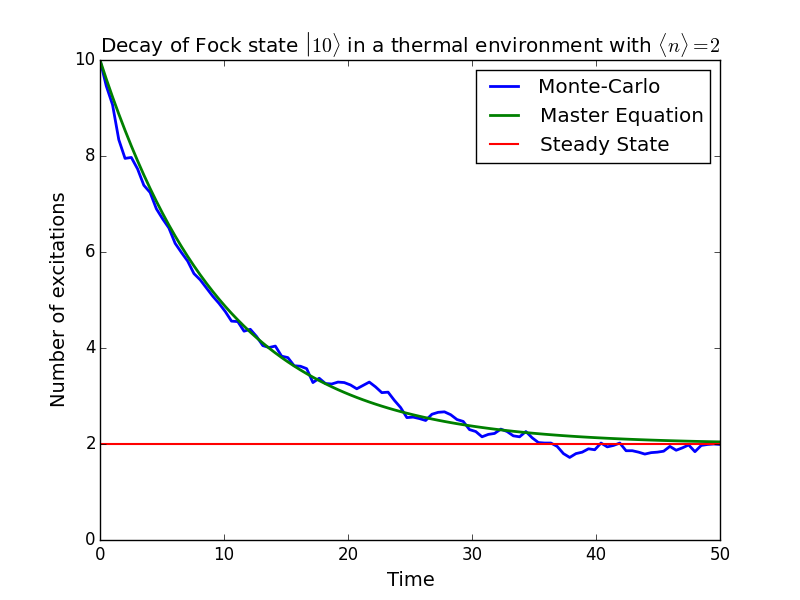 Decay of Fock state |10⟩ in a thermal environment with ⟨n⟩=2
Monte-Carlo
Master Equation
Steady State
10
8
6
4
2
0
Number of excitations
0 10 20 30 40 50
Time